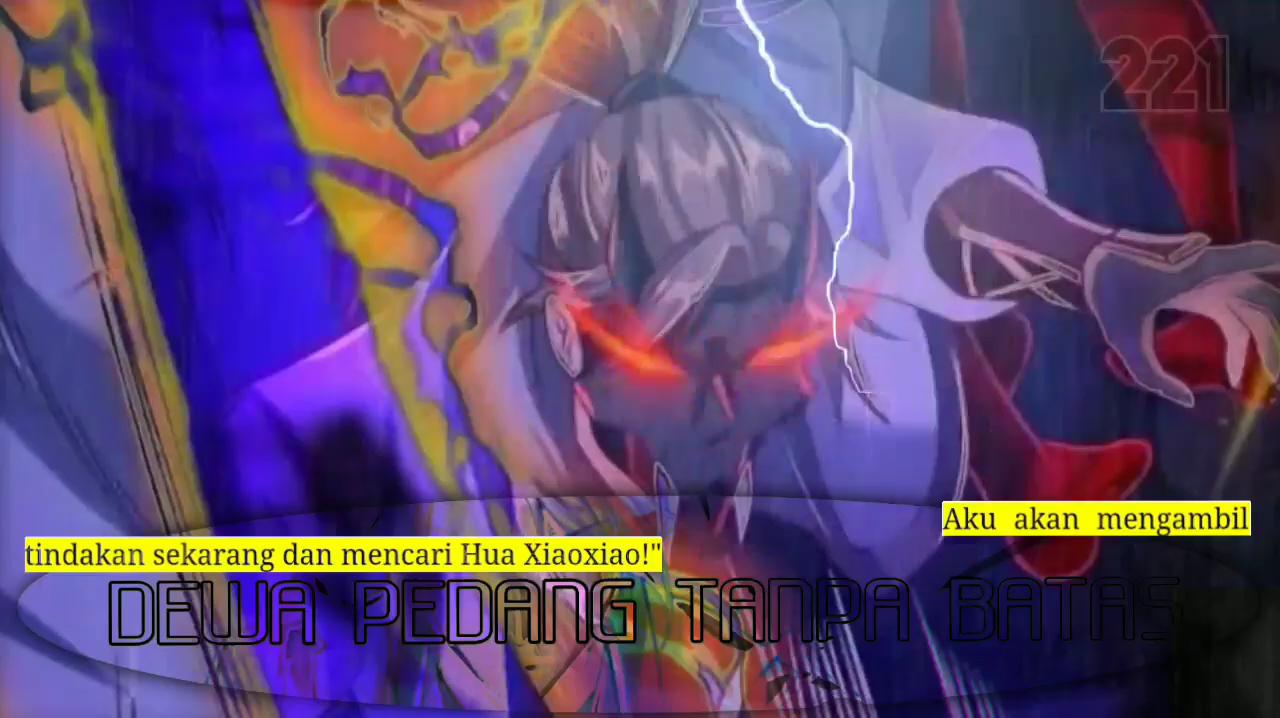 221
Aku akan mengambil
tindakan sekarang dan mencari Hua Xiaoxiao!"
DEWA PEDANG TANPA BATAS